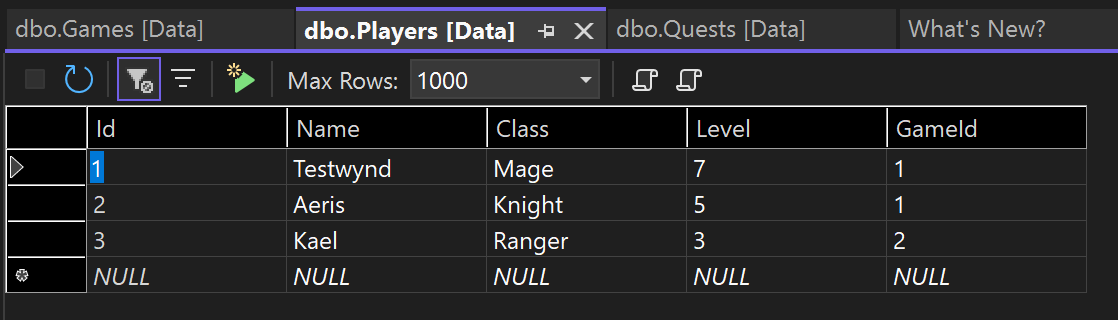 dbo.Games [Data] dbo.Players [Data] dbo.Quests [Data] What's New?
Max Rows: 1000
Id Name Class Level GameId
1 Testwynd Mage 7 1
2 Aeris Knight 5 1
3 Kael Ranger 3 2
NULL NULL NULL NULL NULL